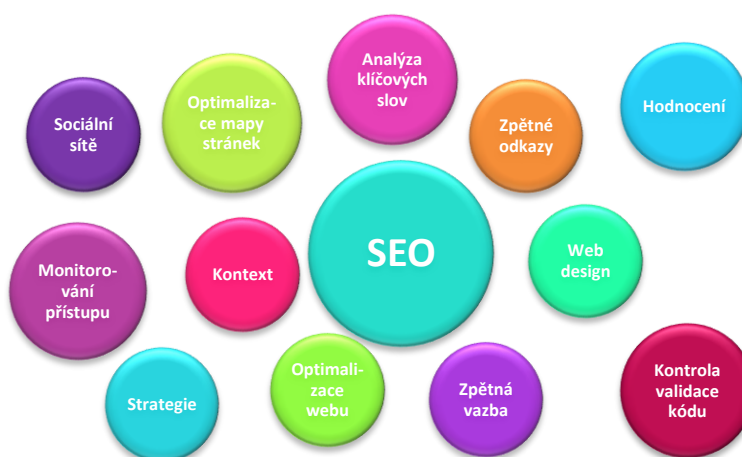 Analýza
klíčových
slov
Sociální
sítě
Optimaliza-
ce mapy
stránek
Zpětné
odkazy
Hodnocení
Monitoro-
vání
přístupu
Kontext
SEO
Web
design
Strategie
Optimali-
zace
webu
Zpětná
vazba
Kontrola
validace
kódu